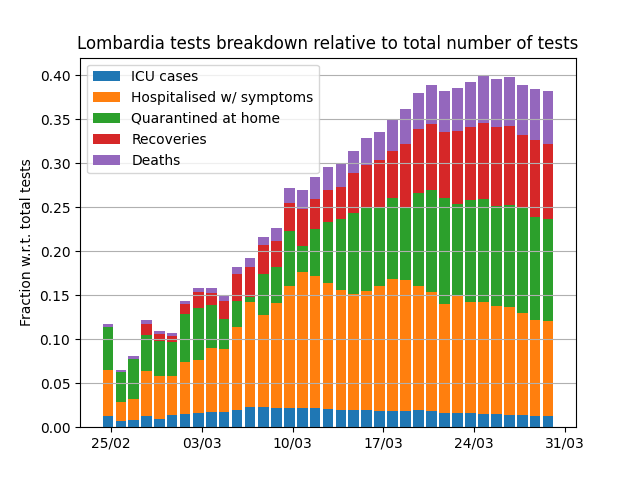 Lombardia tests breakdown relative to total number of tests
ICU cases
Hospitalised w/ symptoms
Quarantined at home
Recoveries
Deaths
Fraction w.r.t. total tests
0.40
0.35
0.30
0.25
0.20
0.15
0.10
0.05
0.00
25/02 03/03 10/03 17/03 24/03 31/03